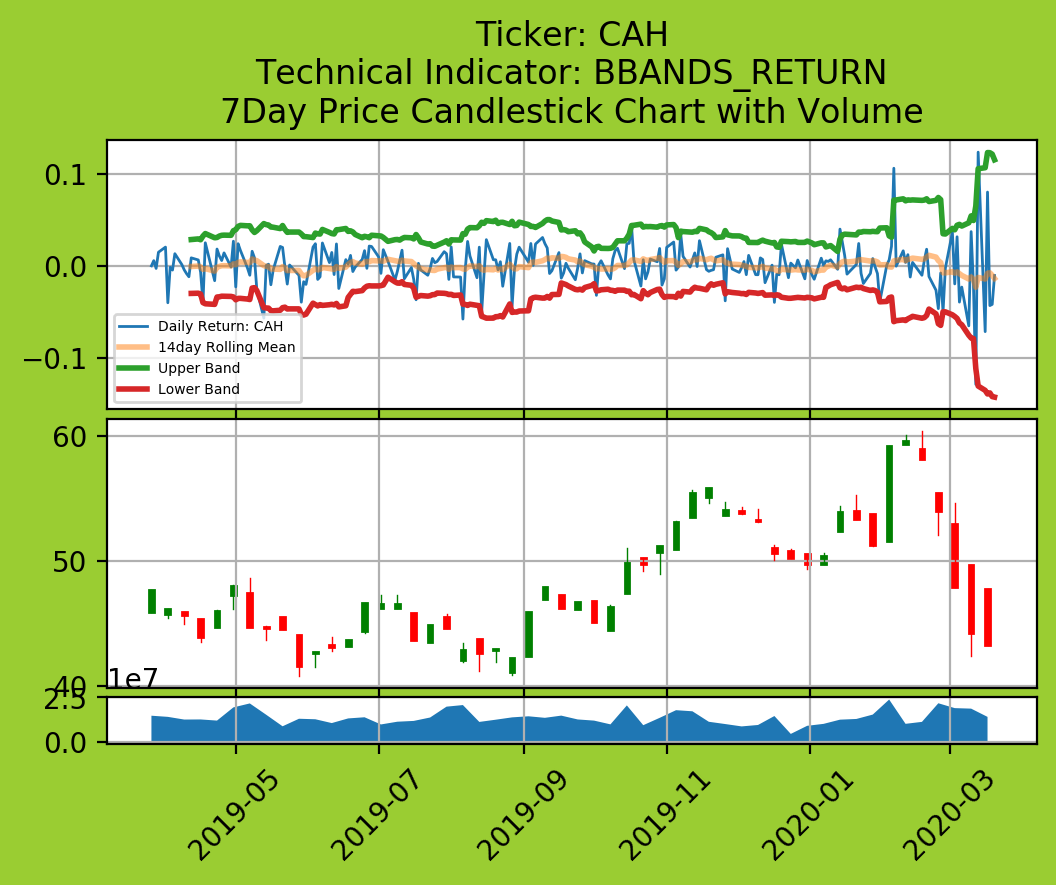 Ticker: CAH
Technical Indicator: BBANDS_RETURN
7Day Price Candlestick Chart with Volume
0.1
0.0
−0.1
Daily Return: CAH
14day Rolling Mean
Upper Band
Lower Band
60
50
40
1e7
2.5
0.0
2019-05
2019-07
2019-09
2019-11
2020-01
2020-03